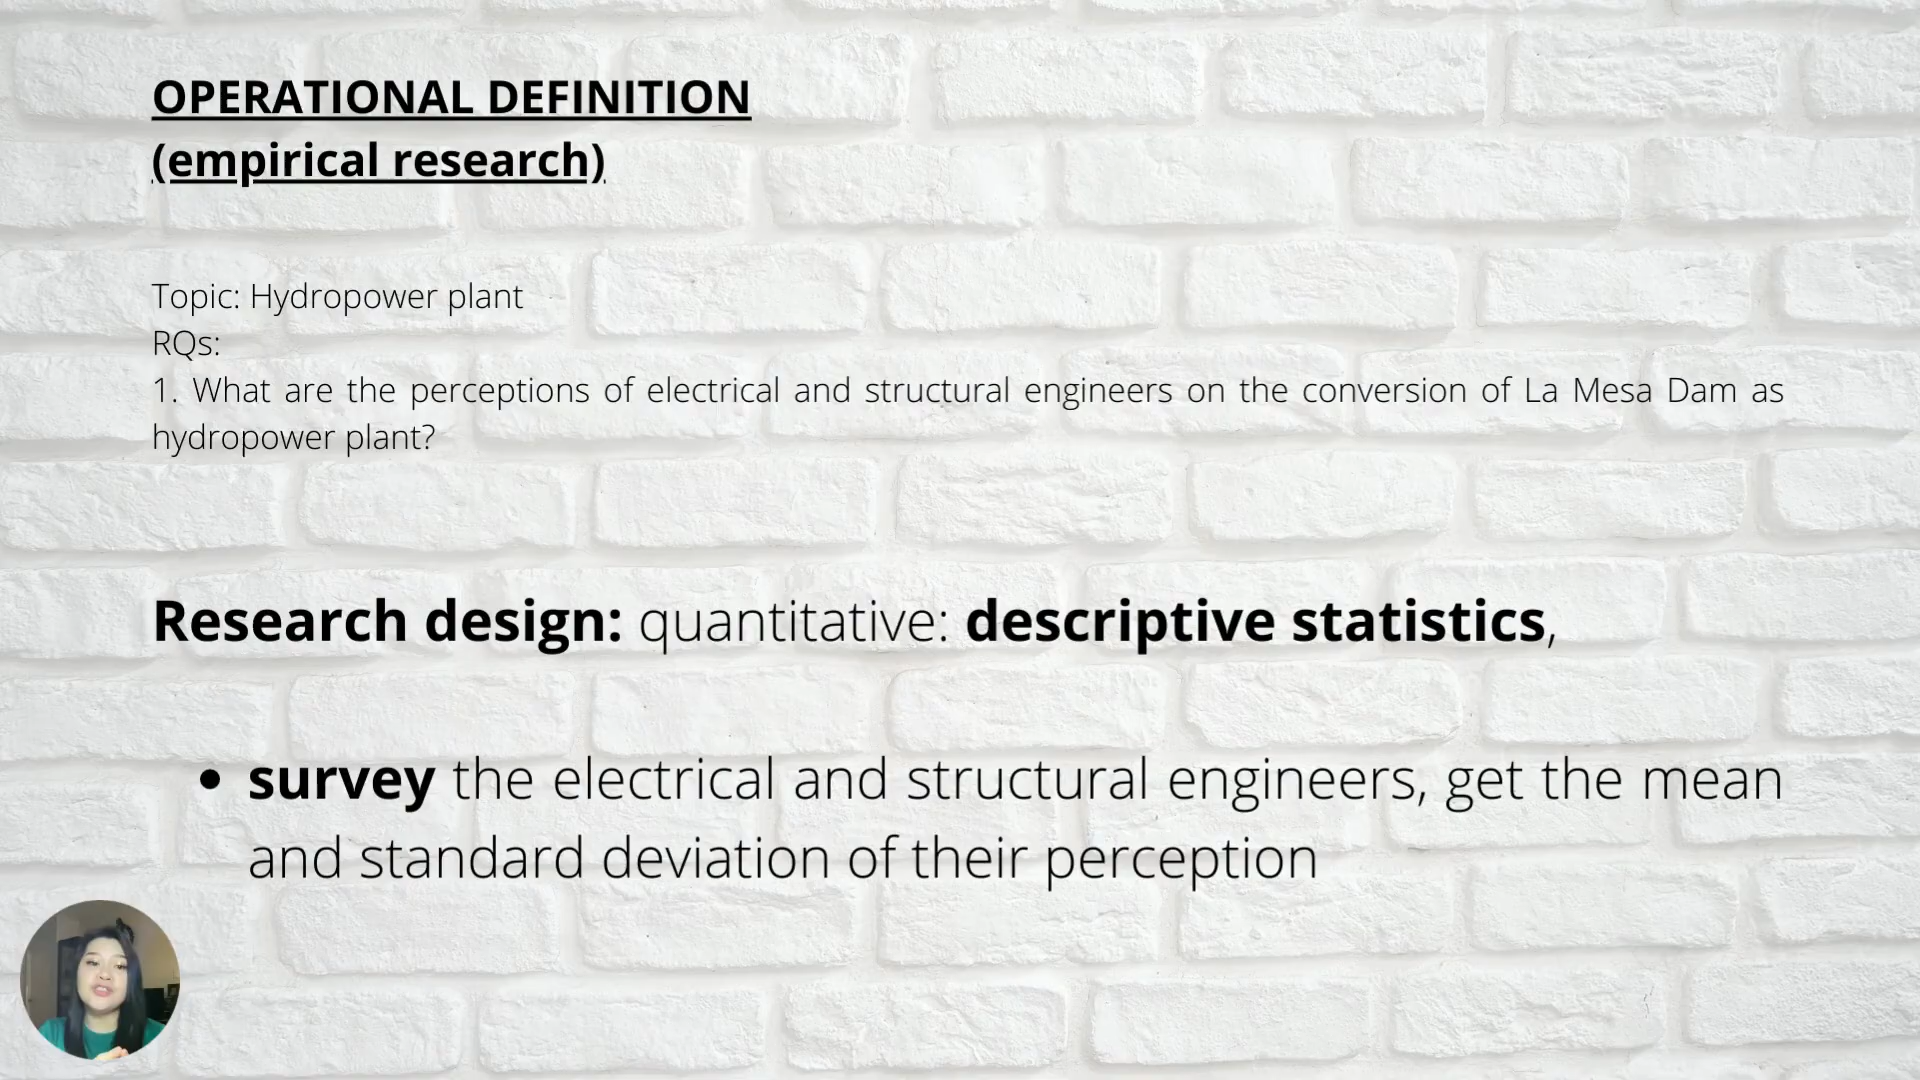 OPERATIONAL DEFINITION
(empirical research)
Topic: Hydropower plant
RQs:
1. What are the perceptions of electrical and structural engineers on the conversion of La Mesa Dam as
hydropower plant?
Research design: quantitative: descriptive statistics,
• survey the electrical and structural engineers, get the mean
and standard deviation of their perception